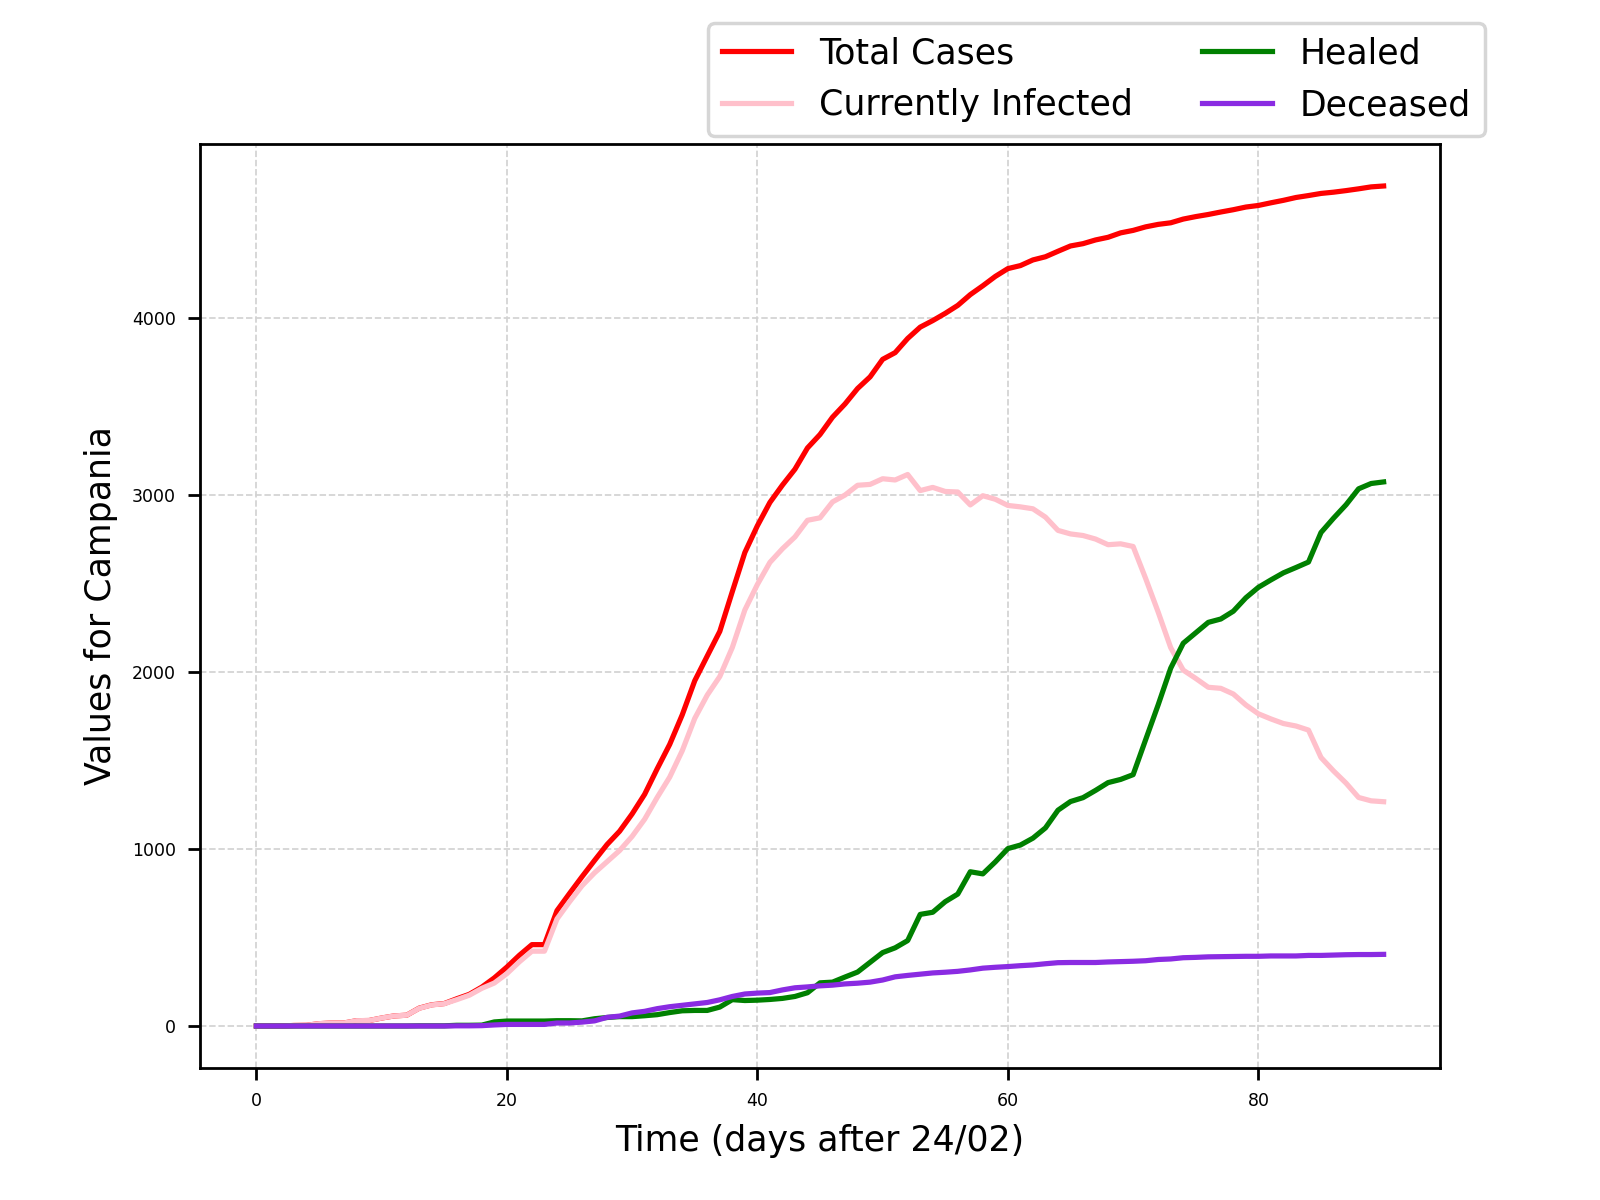 Total Cases
Currently Infected
Healed
Deceased
Values for Campania
4000
3000
2000
1000
0
0 20 40 60 80
Time (days after 24/02)